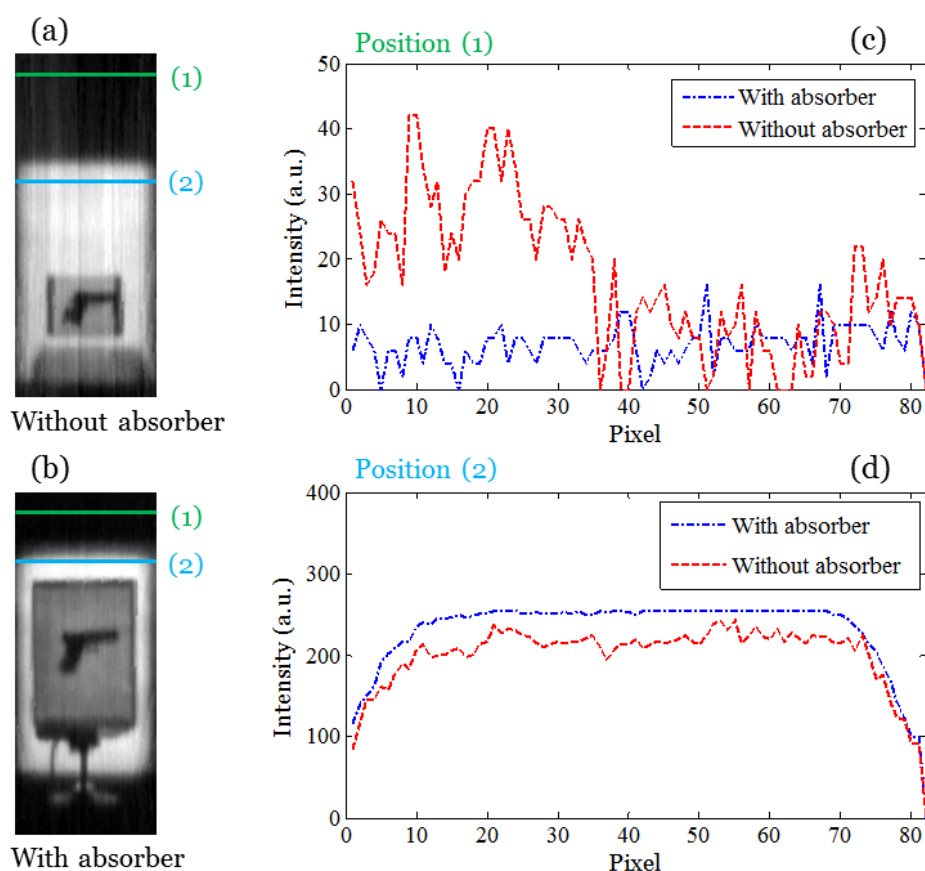 (a)
(1)
(2)
Without absorber
(b)
(1)
(2)
With absorber
Position (1)
(c)
50
40
30
20
10
0
Intensity (a.u.)
With absorber
Without absorber
0 10 20 30 40 50 60 70 80
Pixel
Position (2)
(d)
400
300
200
100
0
Intensity (a.u.)
With absorber
Without absorber
0 10 20 30 40 50 60 70 80
Pixel